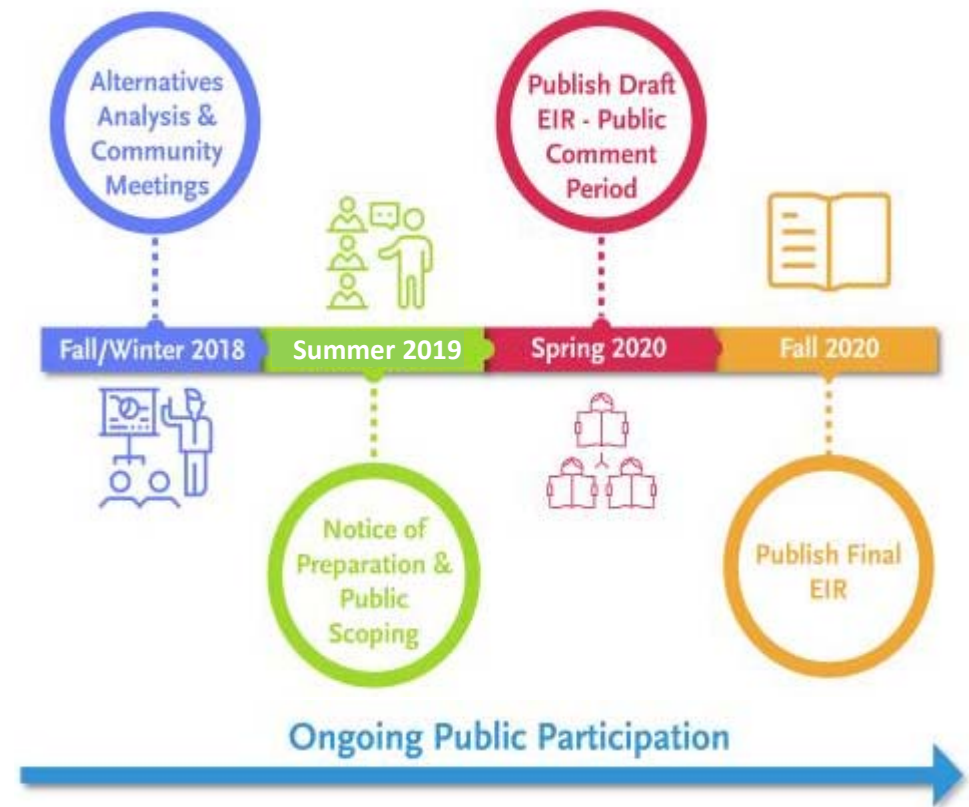 Alternatives
Analysis &
Community
Meetings
Publish Draft
EIR - Public
Comment
Period
Fall/Winter 2018
Summer 2019
Spring 2020
Fall 2020
Notice of
Preparation &
Public
Scoping
Publish Final
EIR
Ongoing Public Participation